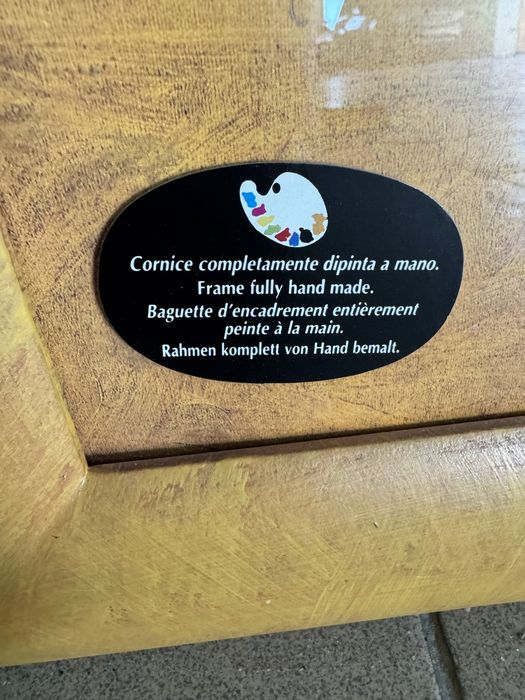 Cornice completamente dipinta a mano.
Frame fully hand made.
Baguette d'encadrement entièrement
peinte à la main.
Rahmen komplett von Hand bemalt.